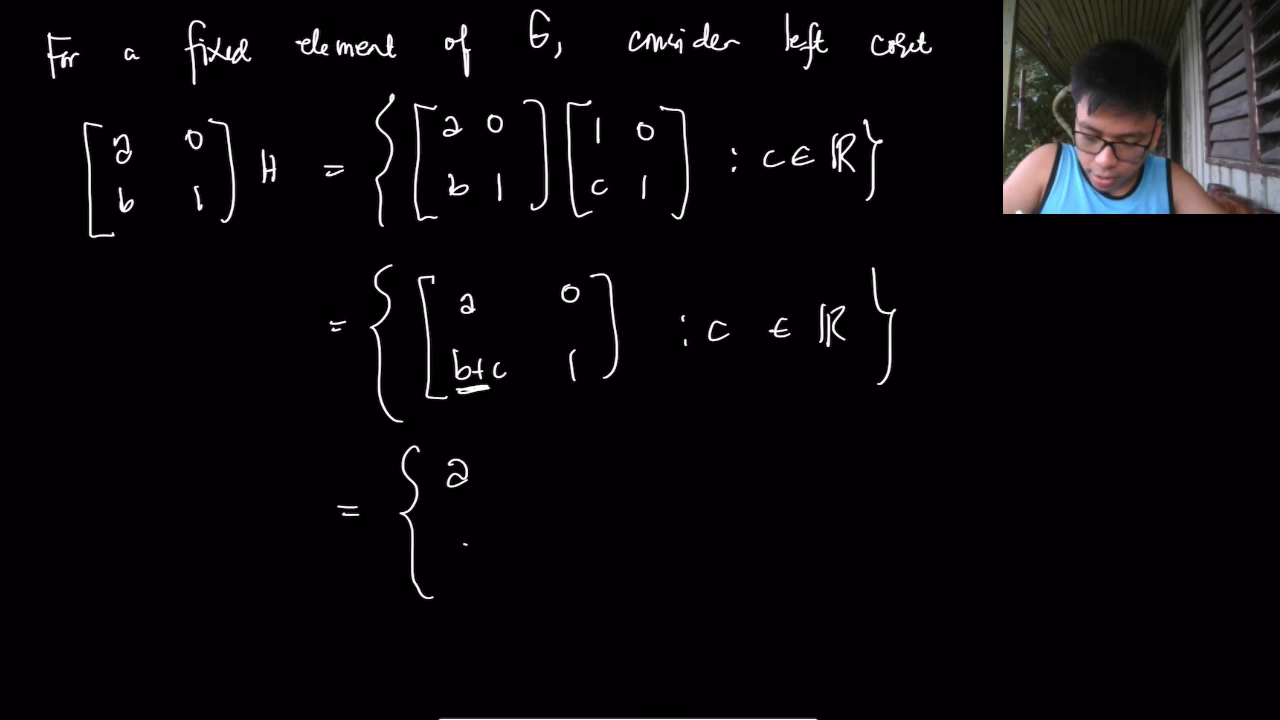 For a fixed element of G, consider left coset
[a 0; b 1] H = { [a 0; b 1] [1 0; c 1] : c ∈ ℝ }
= { [a 0; b+c 1] : c ∈ ℝ }
= { a
.